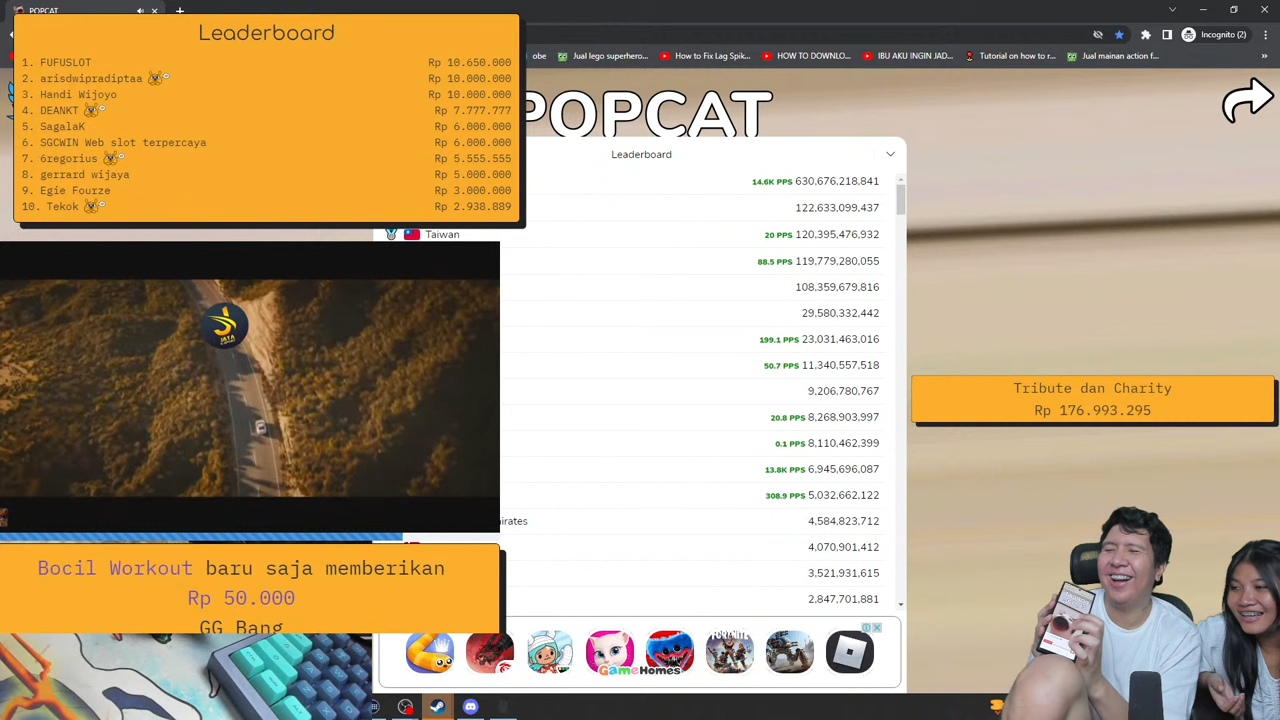 POPCAT
Incognito (2)
obe
Jual lego superhero...
How to Fix Lag Spik...
HOW TO DOWNLO...
IBU AKU INGIN JAD...
Tutorial on how to r...
Jual mainan action f...
Leaderboard
1. FUFUSLOT Rp 10.650.000
2. arisdwipradiptaa Rp 10.000.000
3. Handi Wijoyo Rp 10.000.000
4. DEANKT Rp 7.777.777
5. SagalaK Rp 6.000.000
6. SGCWIN Web slot terpercaya Rp 6.000.000
7. 6regorius Rp 5.555.555
8. gerrard wijaya Rp 5.000.000
9. Egie Fourze Rp 3.000.000
10. Tekok Rp 2.938.889
POPCAT
Leaderboard
14.6K PPS 630,676,218,841
122,633,099,437
Taiwan 20 PPS 120,395,476,932
88.5 PPS 119,779,280,055
108,359,679,816
29,580,332,442
199.1 PPS 23,031,463,016
50.7 PPS 11,340,557,518
9,206,780,767
20.8 PPS 8,268,903,997
0.1 PPS 8,110,462,399
13.8K PPS 6,945,696,087
308.9 PPS 5,032,662,122
irates 4,584,823,712
4,070,901,412
3,521,931,615
2,847,701,881
JAYA
Tribute dan Charity
Rp 176.993.295
Bocil Workout baru saja memberikan
Rp 50.000
GG Bang
FORTNITE
GameHomes